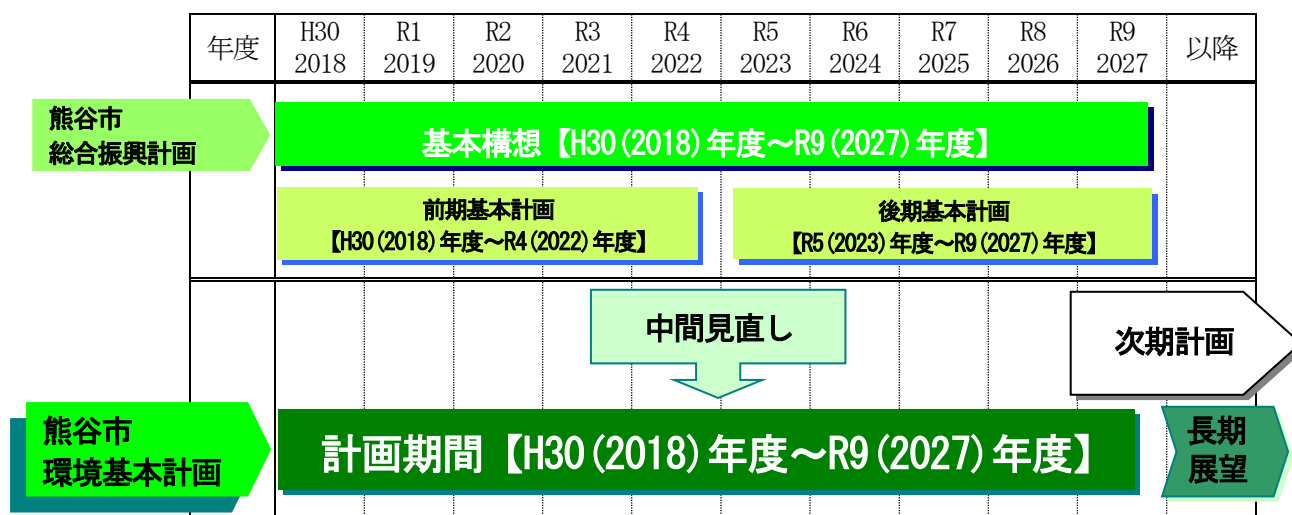 年度
H30 R1 R2 R3 R4 R5 R6 R7 R8 R9 以降
2018 2019 2020 2021 2022 2023 2024 2025 2026 2027
熊谷市
総合振興計画
基本構想【H30(2018)年度～R9(2027)年度】
前期基本計画
【H30(2018)年度～R4(2022)年度】
後期基本計画
【R5(2023)年度～R9(2027)年度】
中間見直し
次期計画
熊谷市
環境基本計画
計画期間【H30(2018)年度～R9(2027)年度】
長期
展望